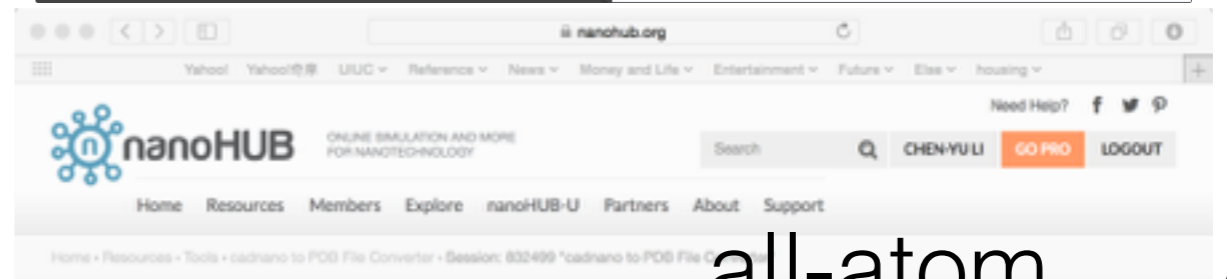 nanohub.org
Yahoo! Yahoo!奇摩 UIUC Reference News Money and Life Entertainment Future Else housing
Need Help?
nanoHUB
ONLINE SIMULATION AND MORE
FOR NANOTECHNOLOGY
Search CHEN-YU LI GO PRO LOGOUT
Home Resources Members Explore nanoHUB-U Partners About Support
Home • Resources • Tools • cadnano to PDB File Converter • Session: 832499 "cadnano to PDB File
all-atom